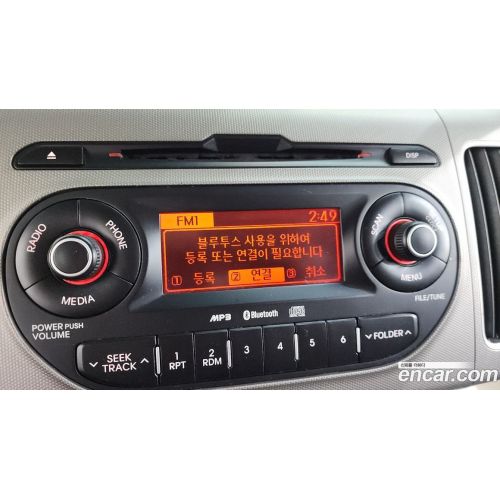 DISP
FM1 2:49
블루투스 사용을 위하여
등록 또는 연결이 필요합니다
1 등록 2 연결 3 취소
RADIO
PHONE
MEDIA
SCAN
MENU
FILE/TUNE
POWER PUSH
VOLUME
MP3 Bluetooth
SEEK
TRACK
1
RPT
2
RDM
3
4
5
6
FOLDER
encar.com